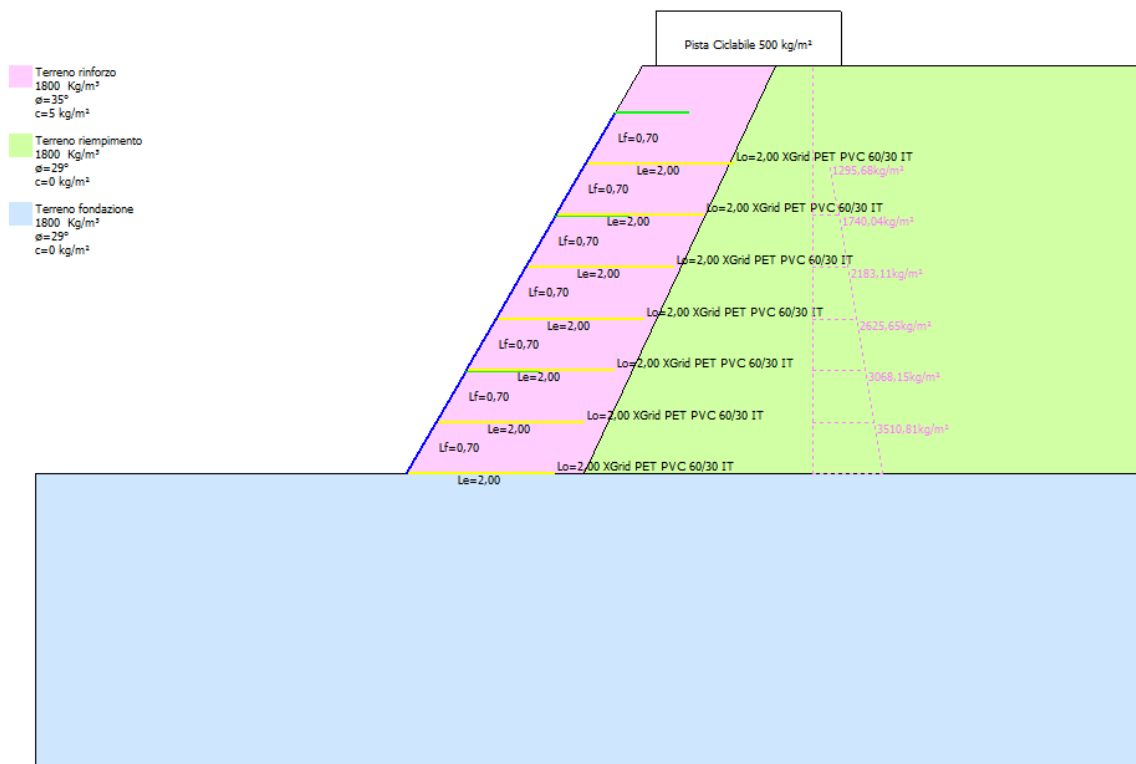 Pista Ciclabile 500 kg/m²
Terreno rinforzo
1800 Kg/m³
ø=35°
c=5 kg/m²
Terreno riempimento
1800 Kg/m³
ø=29°
c=0 kg/m²
Terreno fondazione
1800 Kg/m³
ø=29°
c=0 kg/m²
Lf=0,70
Lo=2,00 XGrid PET PVC 60/30 IT
Le=2,00
1295,68kg/m²
Lf=0,70
Lo=2,00 XGrid PET PVC 60/30 IT
Le=2,00
1740,04kg/m²
Lf=0,70
Lo=2,00 XGrid PET PVC 60/30 IT
Le=2,00
2183,11kg/m²
Lf=0,70
Lo=2,00 XGrid PET PVC 60/30 IT
Le=2,00
2625,65kg/m²
Lf=0,70
Lo=2,00 XGrid PET PVC 60/30 IT
Le=2,00
3068,15kg/m²
Lf=0,70
Lo=2,00 XGrid PET PVC 60/30 IT
Le=2,00
3510,81kg/m²
Lf=0,70
Lo=2,00 XGrid PET PVC 60/30 IT
Le=2,00